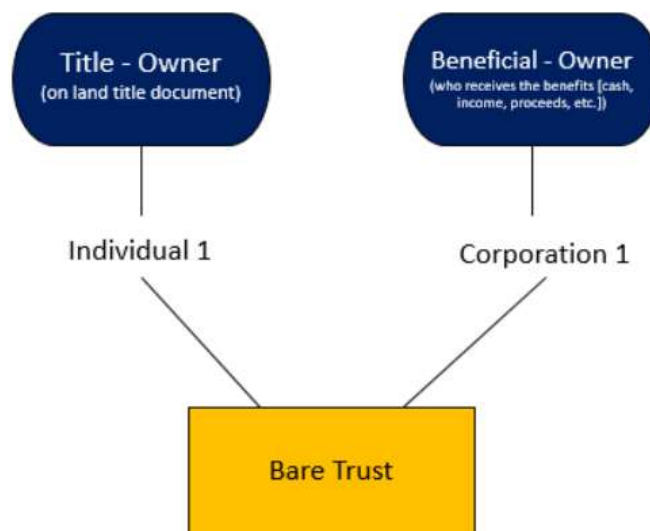 Title - Owner
(on land title document)
Beneficial - Owner
(who receives the benefits [cash,
income, proceeds, etc.])
Individual 1
Corporation 1
Bare Trust